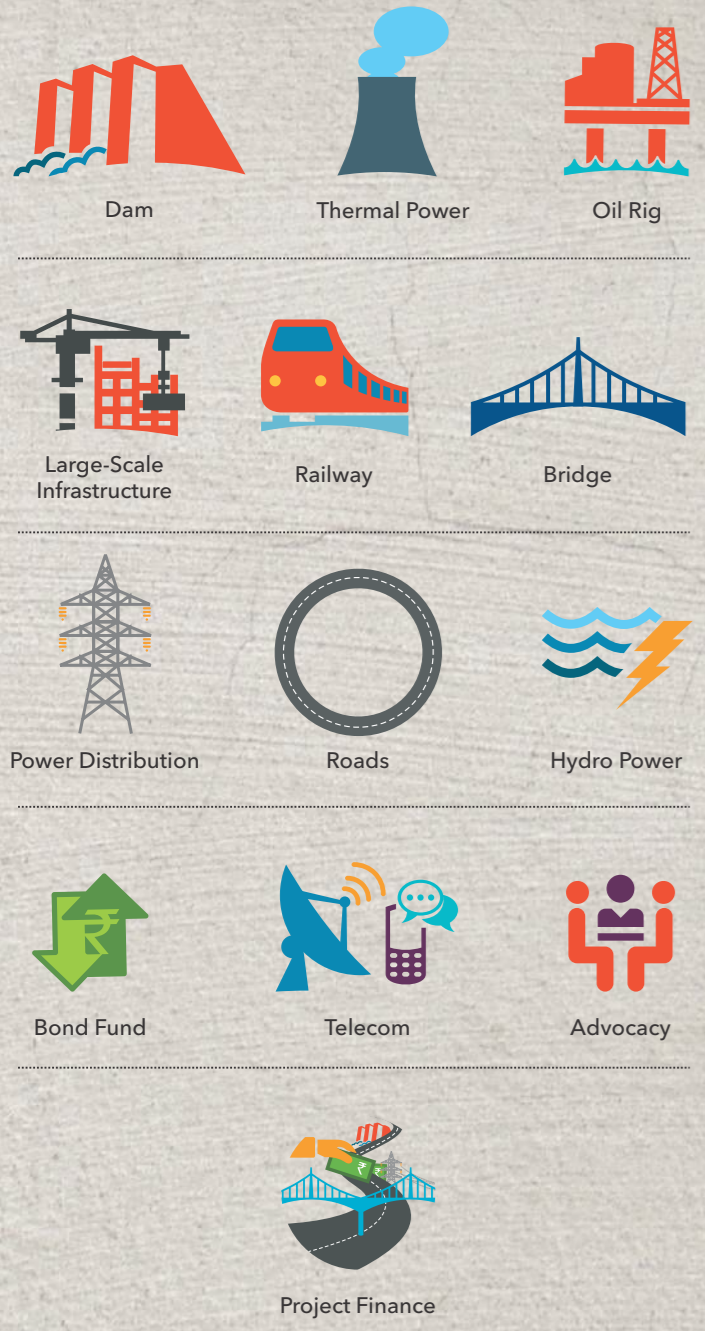 Dam
Thermal Power
Oil Rig
Large-Scale
Infrastructure
Railway
Bridge
Power Distribution
Roads
Hydro Power
₹
Bond Fund
Telecom
Advocacy
₹
₹
Project Finance